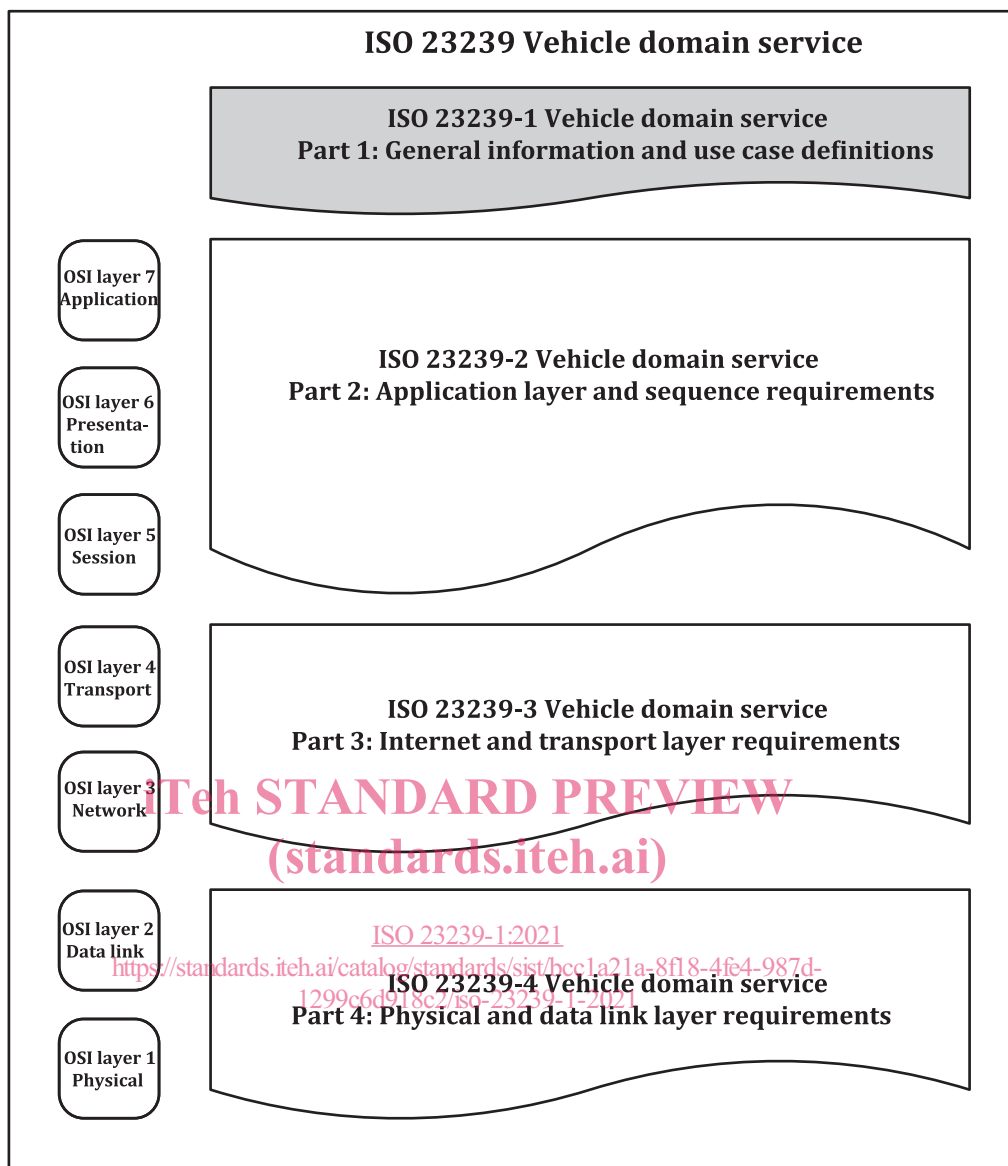 ISO 23239 Vehicle domain service
ISO 23239-1 Vehicle domain service
Part 1: General information and use case definitions
OSI layer 7
Application
ISO 23239-2 Vehicle domain service
Part 2: Application layer and sequence requirements
OSI layer 6
Presenta-
tion
OSI layer 5
Session
OSI layer 4
Transport
ISO 23239-3 Vehicle domain service
Part 3: Internet and transport layer requirements
OSI layer 3
Network
iTeh STANDARD PREVIEW
(standards.iteh.ai)
OSI layer 2
Data link
ISO 23239-1:2021
https://standards.iteh.ai/catalog/standards/sist/bcc1a21a-8f18-4fe4-987d-
1299c6d918c2/iso-23239-1-2021
ISO 23239-4 Vehicle domain service
Part 4: Physical and data link layer requirements
OSI layer 1
Physical